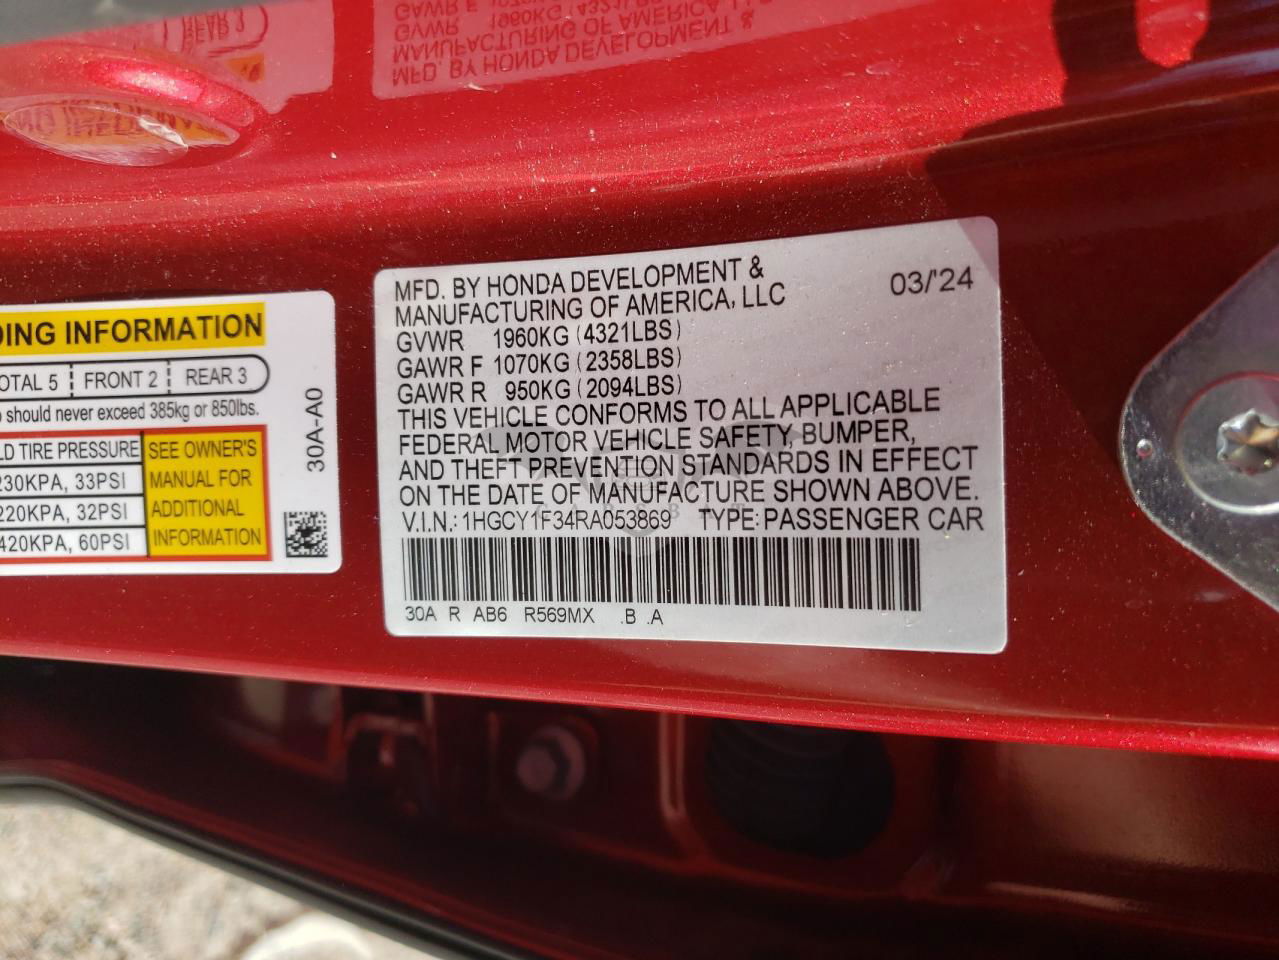 DING INFORMATION
OTAL 5 FRONT 2 REAR 3
o should never exceed 385kg or 850lbs.
LD TIRE PRESSURE
230KPA, 33PSI
220KPA, 32PSI
420KPA, 60PSI
SEE OWNER'S
MANUAL FOR
ADDITIONAL
INFORMATION
30A-A0
MFD. BY HONDA DEVELOPMENT &
MANUFACTURING OF AMERICA, LLC
03/'24
GVWR 1960KG (4321LBS)
GAWR F 1070KG (2358LBS)
GAWR R 950KG (2094LBS)
THIS VEHICLE CONFORMS TO ALL APPLICABLE
FEDERAL MOTOR VEHICLE SAFETY, BUMPER,
AND THEFT PREVENTION STANDARDS IN EFFECT
ON THE DATE OF MANUFACTURE SHOWN ABOVE.
V.I.N.: 1HGCY1F34RA053869 TYPE: PASSENGER CAR
30A R AB6 R569MX .B .A